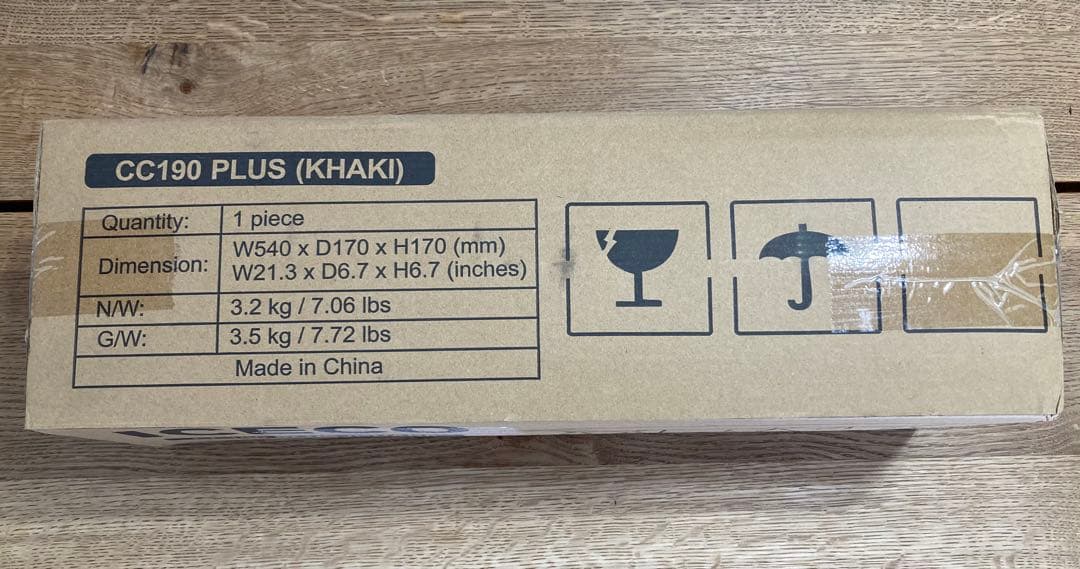 CC190 PLUS (KHAKI)
Quantity: 1 piece
Dimension: W540 x D170 x H170 (mm)
W21.3 x D6.7 x H6.7 (inches)
N/W: 3.2 kg / 7.06 lbs
G/W: 3.5 kg / 7.72 lbs
Made in China
ICECO